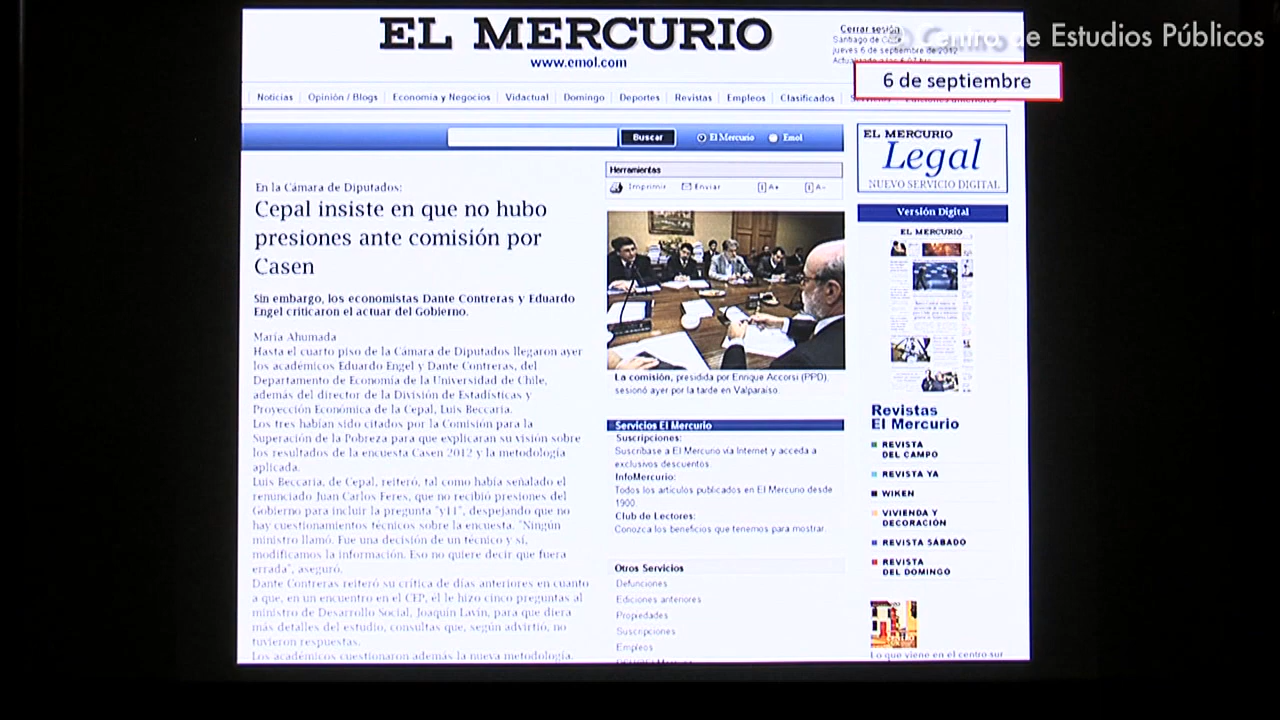 EL MERCURIO
www.emol.com
Cerrar sesión
Santiago de Chile
jueves 6 de septiembre de 2012
Centro de Estudios Públicos
6 de septiembre
Noticias
Opinión / Blogs
Economía y Negocios
Vidactual
Domingo
Deportes
Revistas
Empleos
Clasificados
Buscar
El Mercurio
Emol
En la Cámara de Diputados:
Cepal insiste en que no hubo
presiones ante comisión por
Casen
Sin embargo, los economistas Dante Contreras y Eduardo
Engel criticaron el actuar del Gobierno.
María Ahumada
Hasta el cuarto piso de la Cámara de Diputados llegaron ayer
los académicos Eduardo Engel y Dante Contreras, del
Departamento de Economía de la Universidad de Chile,
además del director de la División de Estadísticas y
Proyección Económica de la Cepal, Luis Beccaria.
Los tres habían sido citados por la Comisión para la
Superación de la Pobreza para que explicaran su visión sobre
los resultados de la encuesta Casen 2012 y la metodología
aplicada.
Luis Beccaria, de Cepal, reiteró, tal como había señalado el
renunciado Juan Carlos Feres, que no recibió presiones del
Gobierno para incluir la pregunta "y11", despejando que no
hay cuestionamientos técnicos sobre la encuesta. "Ningún
ministro llamó. Fue una decisión de un técnico y sí,
modificamos la información. Eso no quiere decir que fuera
errada", aseguró.
Dante Contreras reiteró su crítica de días anteriores en cuanto
a que, en un encuentro en el CEP, él le hizo cinco preguntas al
ministro de Desarrollo Social, Joaquín Lavín, para que diera
más detalles del estudio, consultas que, según advirtió, no
tuvieron respuestas.
Los académicos cuestionaron además la nueva metodología.
Herramientas
Imprimir
Enviar
A+
A-
La comisión, presidida por Enrique Accorsi (PPD),
sesionó ayer por la tarde en Valparaíso.
Servicios El Mercurio
Suscripciones:
Suscríbase a El Mercurio vía Internet y acceda a
exclusivos descuentos.
InfoMercurio:
Todos los artículos publicados en El Mercurio desde
1900.
Club de Lectores:
Conozca los beneficios que tenemos para mostrar.
Otros Servicios
Defunciones
Ediciones anteriores
Propiedades
Suscripciones
Empleos
EL MERCURIO
Legal
NUEVO SERVICIO DIGITAL
Versión Digital
EL MERCURIO
Revistas
El Mercurio
REVISTA
DEL CAMPO
REVISTA YA
WIKEN
VIVIENDA Y
DECORACIÓN
REVISTA SÁBADO
REVISTA
DEL DOMINGO
Lo que viene en el centro-sur